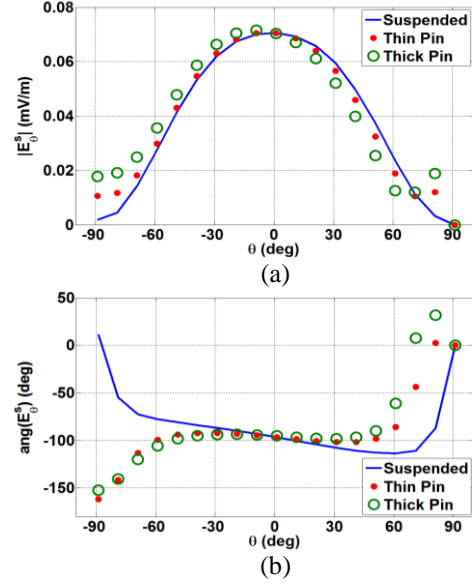 0.08
0.06
0.04
0.02
0
|E_θ^s| (mV/m)
Suspended
Thin Pin
Thick Pin
-90 -60 -30 0 30 60 90
θ (deg)
(a)
50
0
-50
-100
-150
ang(E_θ^s) (deg)
Suspended
Thin Pin
Thick Pin
-90 -60 -30 0 30 60 90
θ (deg)
(b)